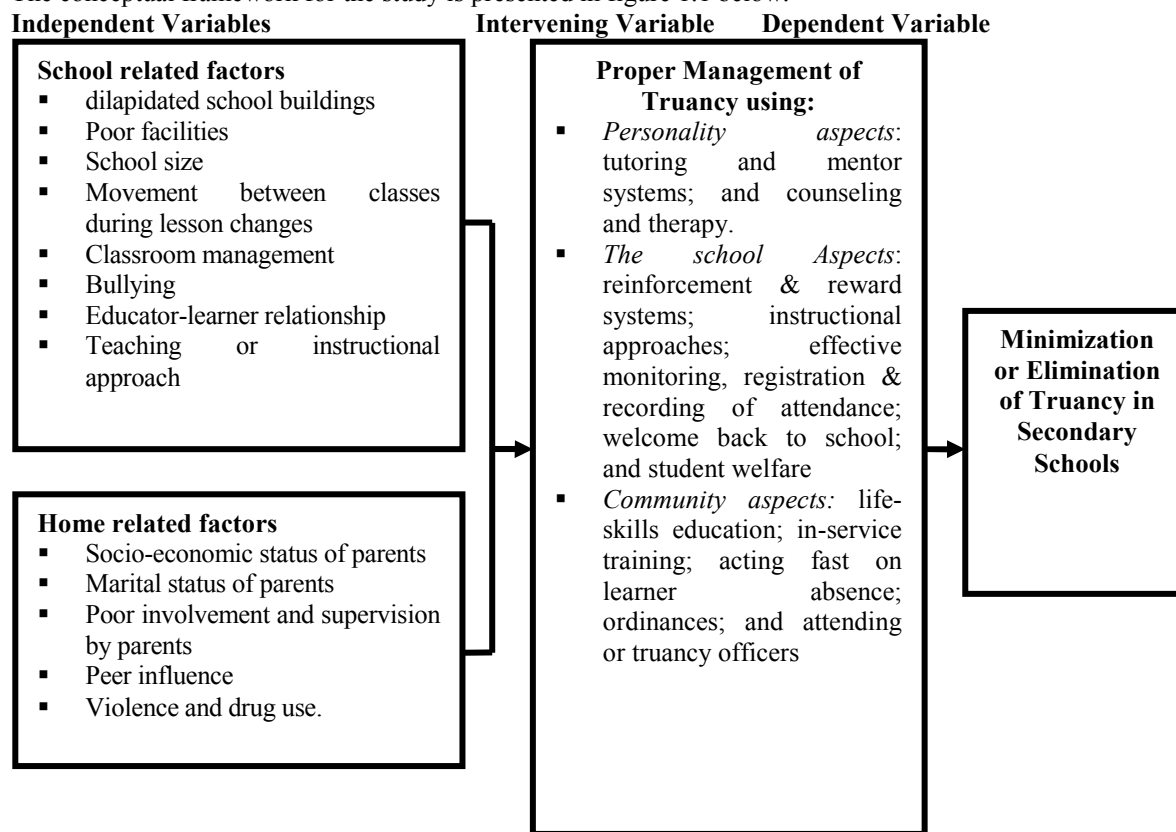 The conceptual framework for the study is presented in figure 1.1 below.
Independent Variables Intervening Variable Dependent Variable
School related factors
▪ dilapidated school buildings
▪ Poor facilities
▪ School size
▪ Movement between classes
during lesson changes
▪ Classroom management
▪ Bullying
▪ Educator-learner relationship
▪ Teaching or instructional
approach
Home related factors
▪ Socio-economic status of parents
▪ Marital status of parents
▪ Poor involvement and supervision
by parents
▪ Peer influence
▪ Violence and drug use.
Proper Management of
Truancy using:
▪ Personality aspects:
tutoring and mentor
systems; and counseling
and therapy.
▪ The school Aspects:
reinforcement & reward
systems; instructional
approaches; effective
monitoring, registration &
recording of attendance;
welcome back to school;
and student welfare
▪ Community aspects: life-
skills education; in-service
training; acting fast on
learner absence;
ordinances; and attending
or truancy officers
Minimization
or Elimination
of Truancy in
Secondary
Schools